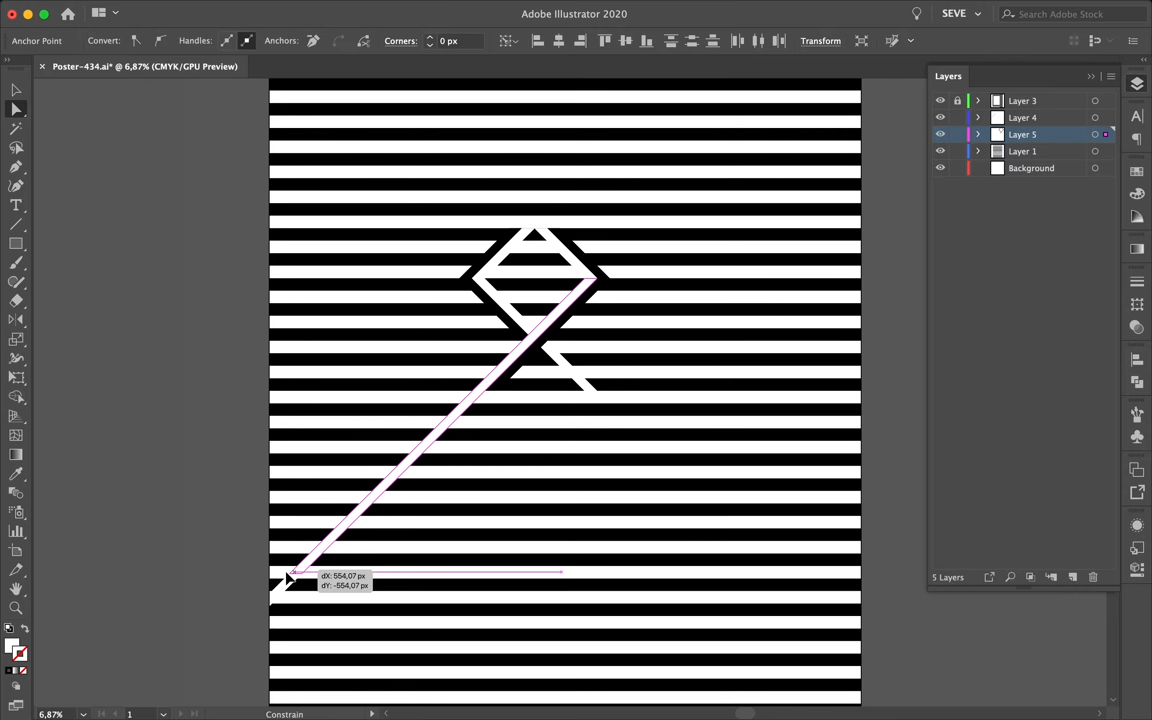 Adobe Illustrator 2020
SEVE
Search Adobe Stock
Anchor Point
Convert:
Handles:
Anchors:
Corners:
0 px
Transform
Poster-434.ai* @ 6,87% (CMYK/GPU Preview)
Layers
Layer 3
Layer 4
Layer 5
Layer 1
Background
dX: 554,07 px
dY: -554,07 px
5 Layers
6,87%
1
Constrain